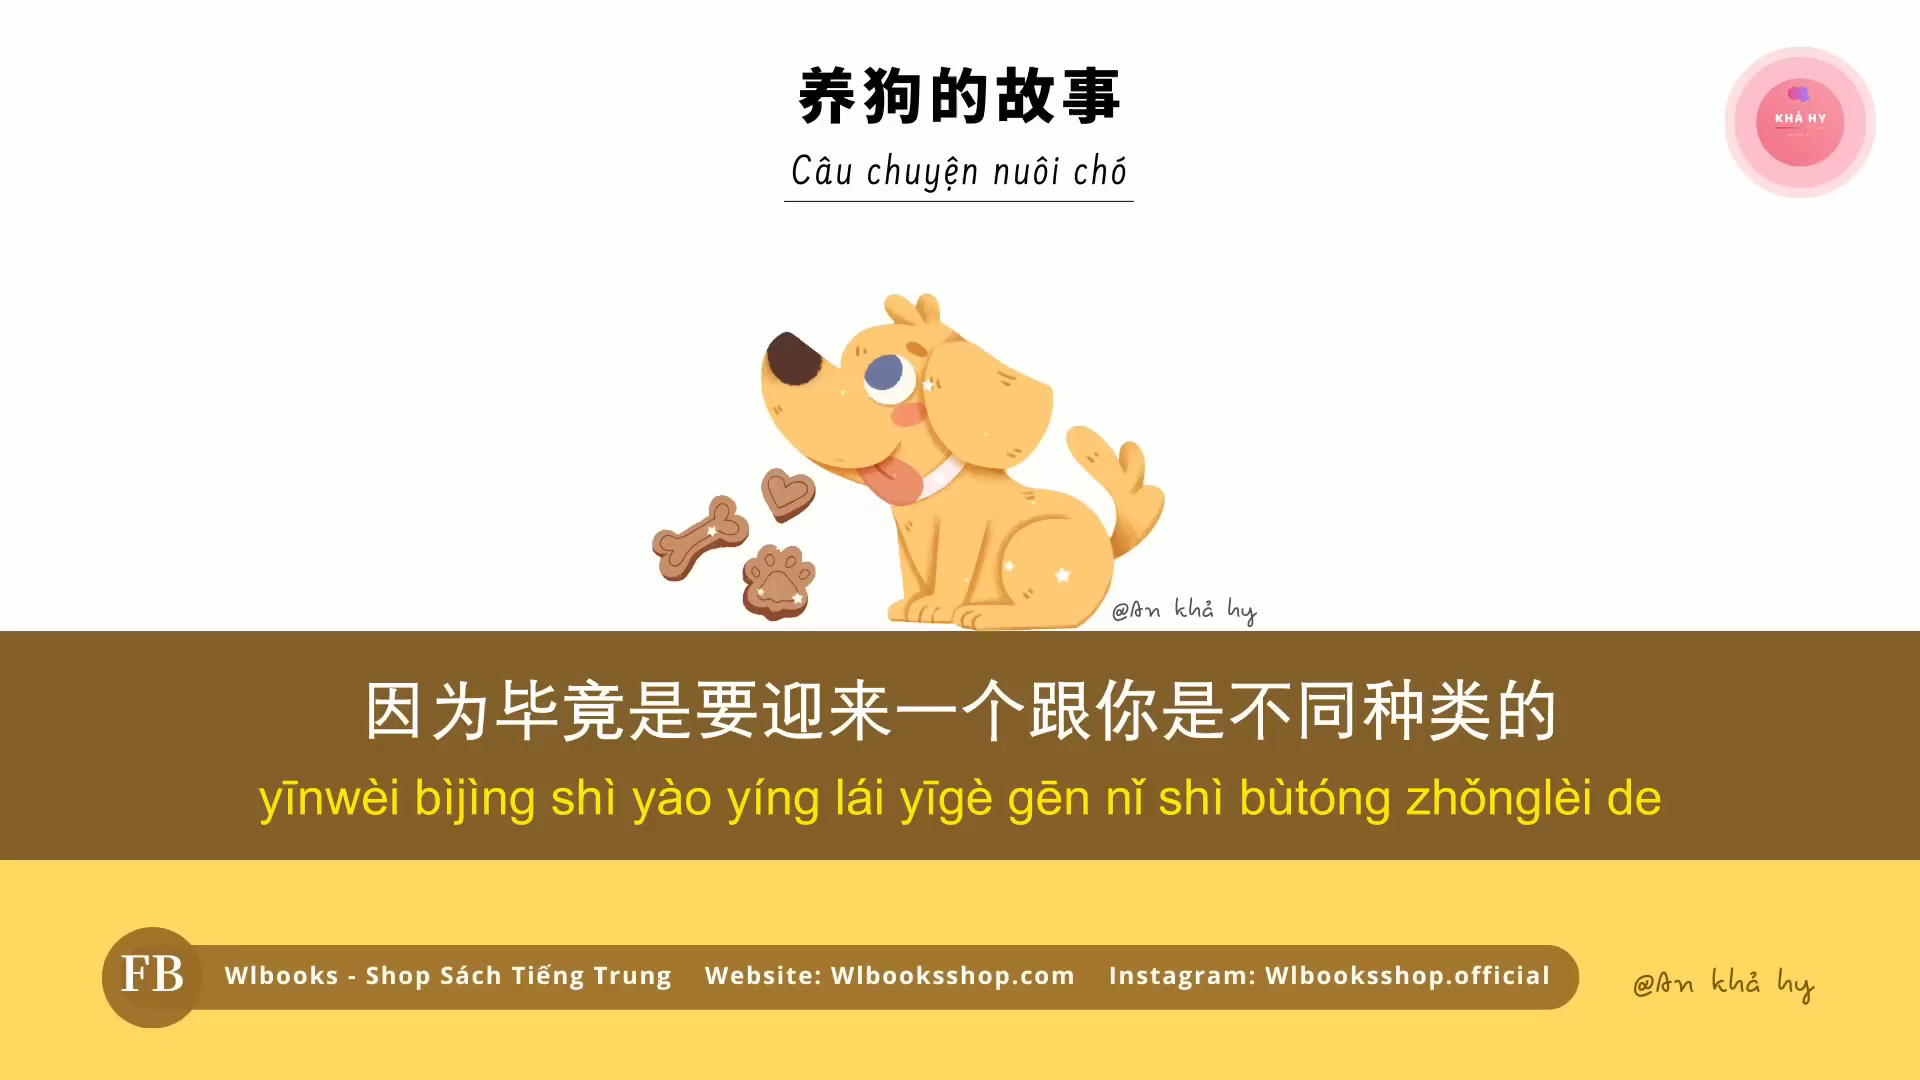 养狗的故事
Câu chuyện nuôi chó
KHẢ HY
@An khả hy
因为毕竟是要迎来一个跟你是不同种类的
yīnwèi bìjìng shì yào yíng lái yīgè gēn nǐ shì bùtóng zhǒnglèi de
FB Wlbooks - Shop Sách Tiếng Trung Website: Wlbooksshop.com Instagram: Wlbooksshop.official
@An khả hy